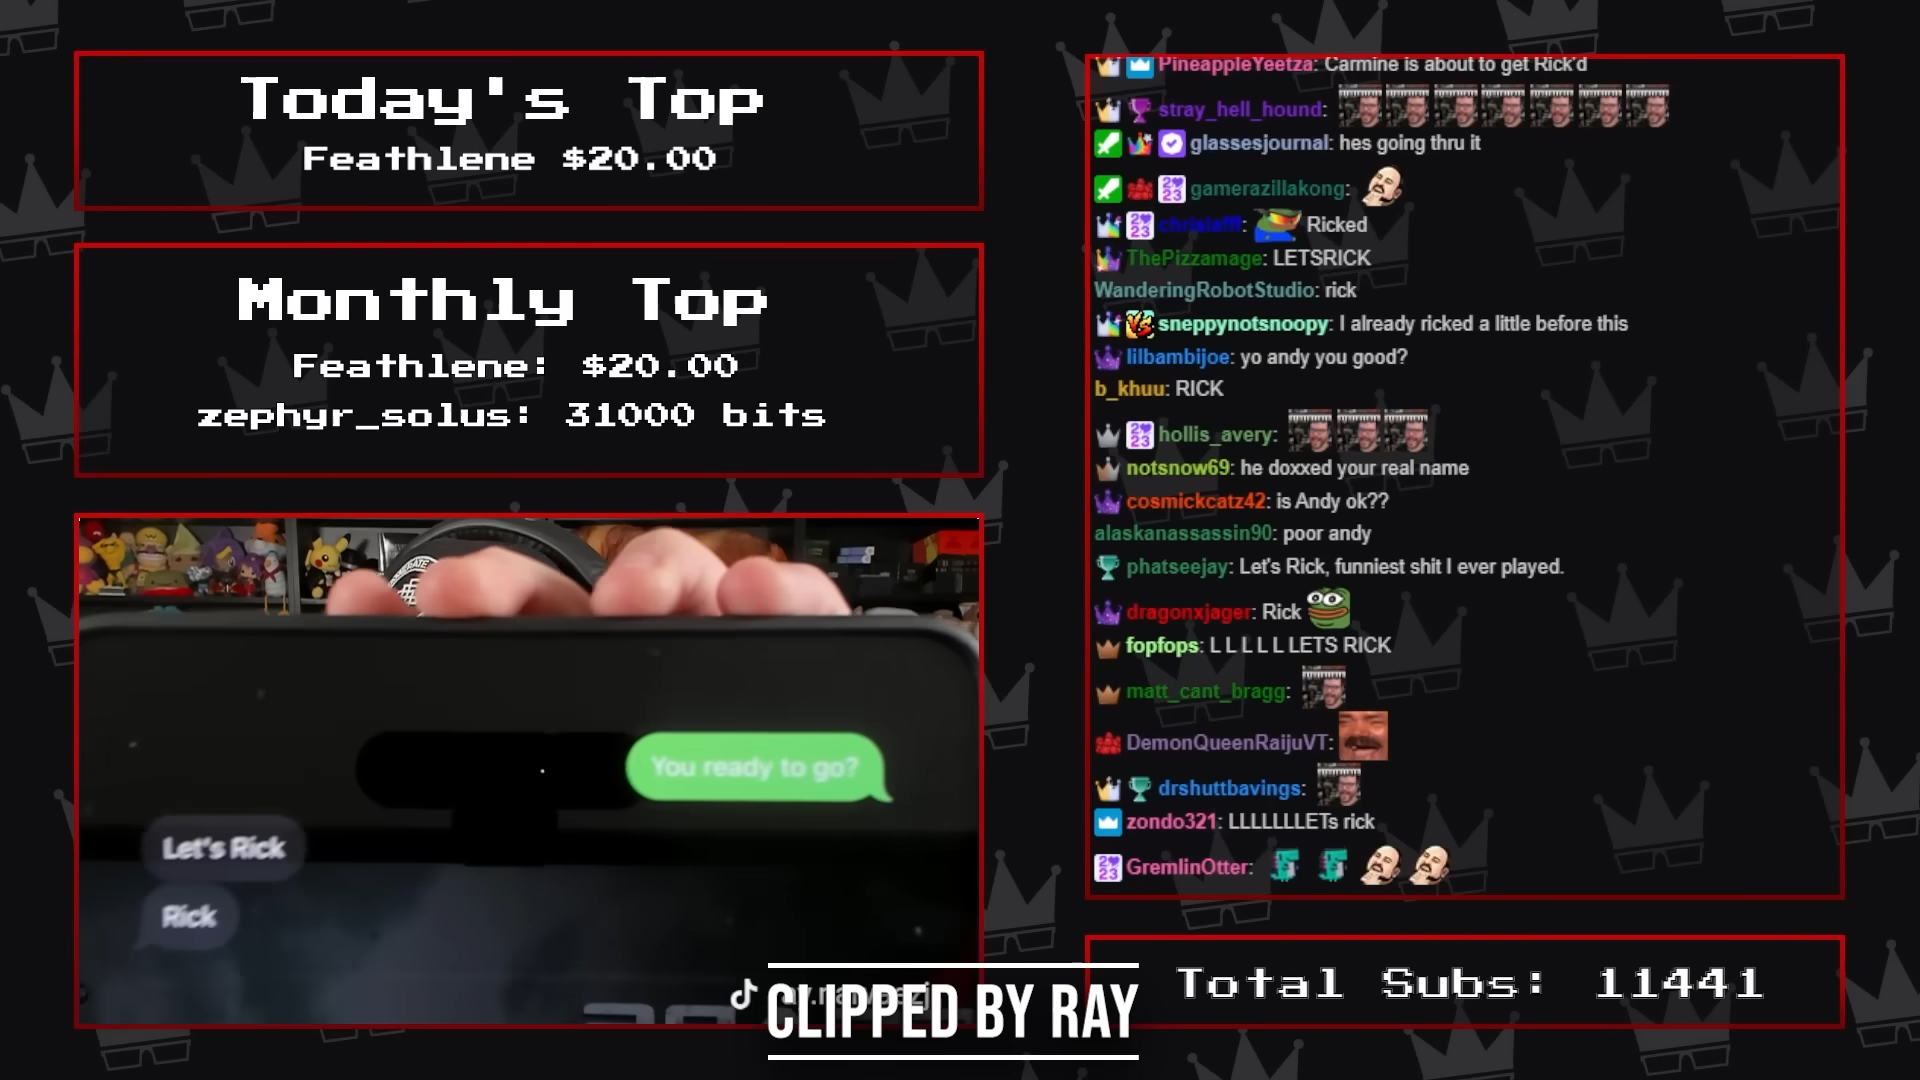 Today's Top
Feathlene $20.00
Monthly Top
Feathlene: $20.00
zephyr_solus: 31000 bits
You ready to go?
Let's Rick
Rick
CLIPPED BY RAY
PineappleYeetza: Carmine is about to get Rick'd
stray_hell_hound:
glassesjournal: hes going thru it
gamerazillakong:
chrislafff: Ricked
ThePizzamage: LETSRICK
WanderingRobotStudio: rick
sneppynotsnoopy: I already ricked a little before this
lilbambijoe: yo andy you good?
b_khuu: RICK
hollis_avery:
notsnow69: he doxxed your real name
cosmickcatz42: is Andy ok??
alaskanassassin90: poor andy
phatseejay: Let's Rick, funniest shit I ever played.
dragonxjager: Rick
fopfops: L L L L L LETS RICK
matt_cant_bragg:
DemonQueenRaijuVT:
drshuttbavings:
zondo321: LLLLLLLETs rick
GremlinOtter:
Total Subs: 11441